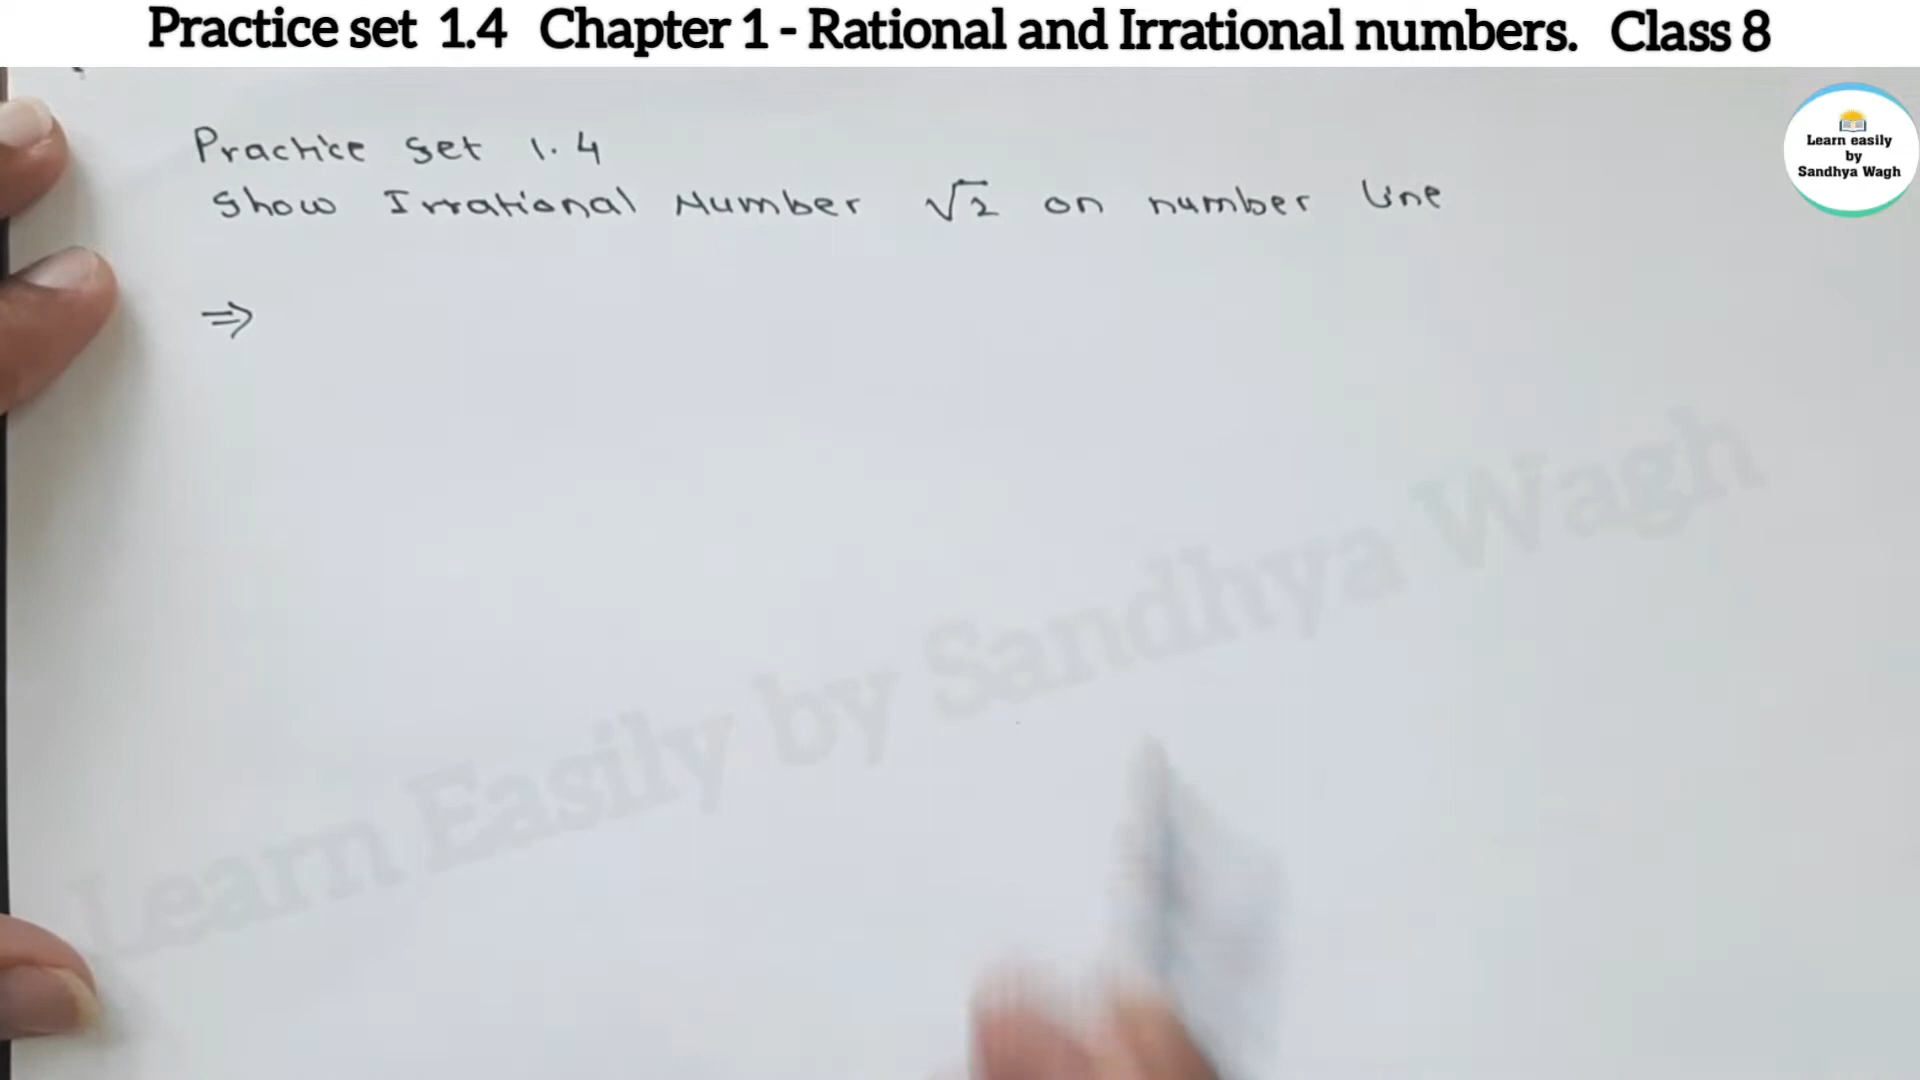 Practice set 1.4 Chapter 1 - Rational and Irrational numbers. Class 8
Learn easily
by
Sandhya Wagh
Practice set 1.4
Show Irrational Number √2 on number line
⇒
Learn Easily by Sandhya Wagh